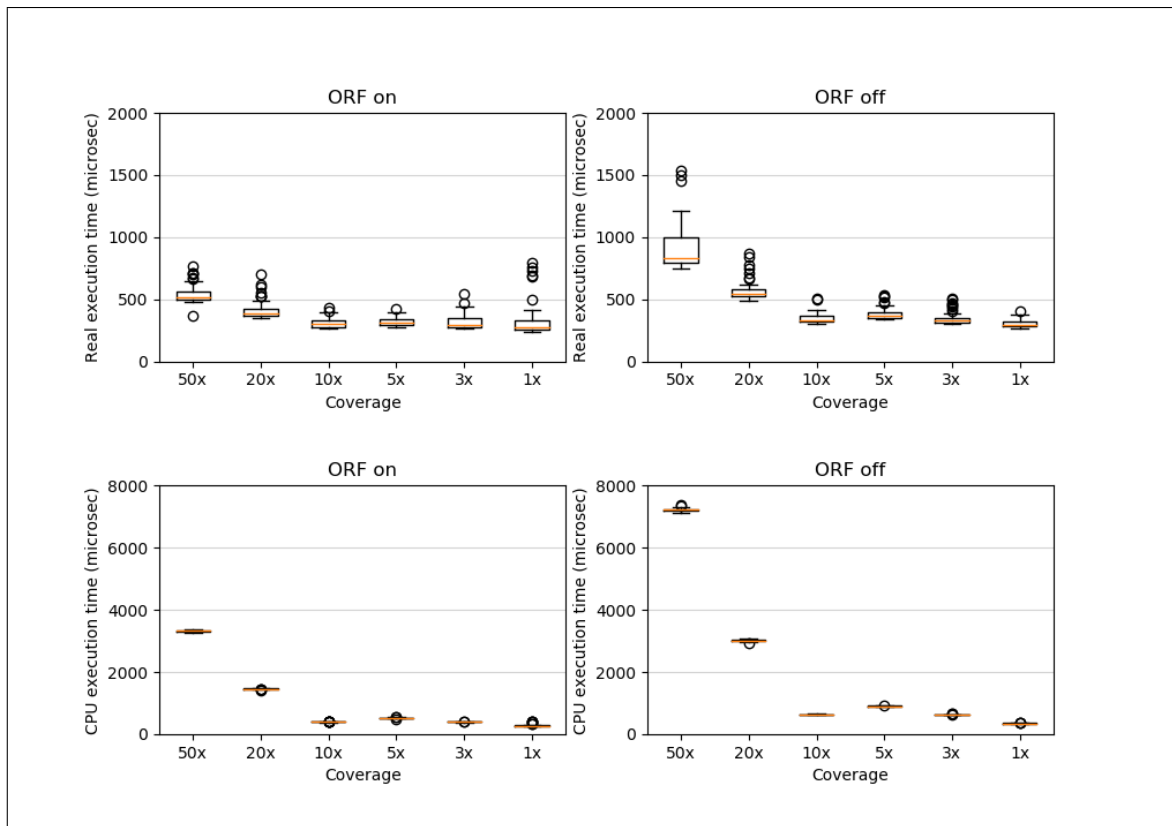 ORF on
Real execution time (microsec)
2000
1500
1000
500
0
50x 20x 10x 5x 3x 1x
Coverage
ORF off
Real execution time (microsec)
2000
1500
1000
500
0
50x 20x 10x 5x 3x 1x
Coverage
ORF on
CPU execution time (microsec)
8000
6000
4000
2000
0
50x 20x 10x 5x 3x 1x
Coverage
ORF off
CPU execution time (microsec)
8000
6000
4000
2000
0
50x 20x 10x 5x 3x 1x
Coverage